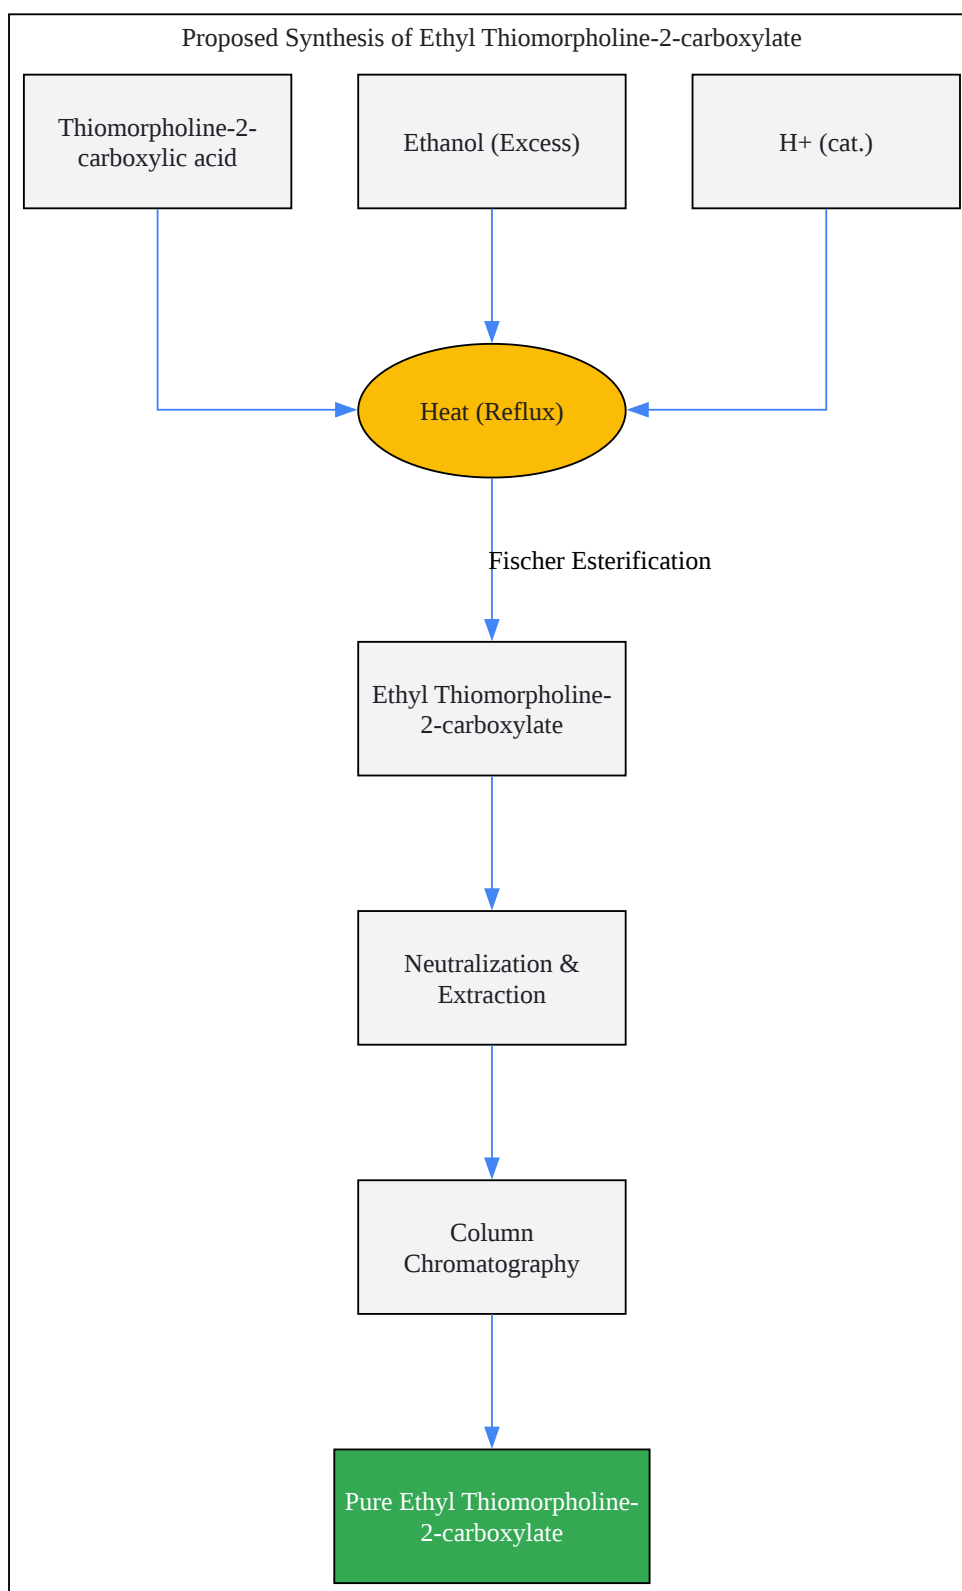 Proposed Synthesis of Ethyl Thiomorpholine-2-carboxylate
Thiomorpholine-2-
carboxylic acid
Ethanol (Excess)
H+ (cat.)
Heat (Reflux)
Fischer Esterification
Ethyl Thiomorpholine-
2-carboxylate
Neutralization &
Extraction
Column
Chromatography
Pure Ethyl Thiomorpholine-
2-carboxylate